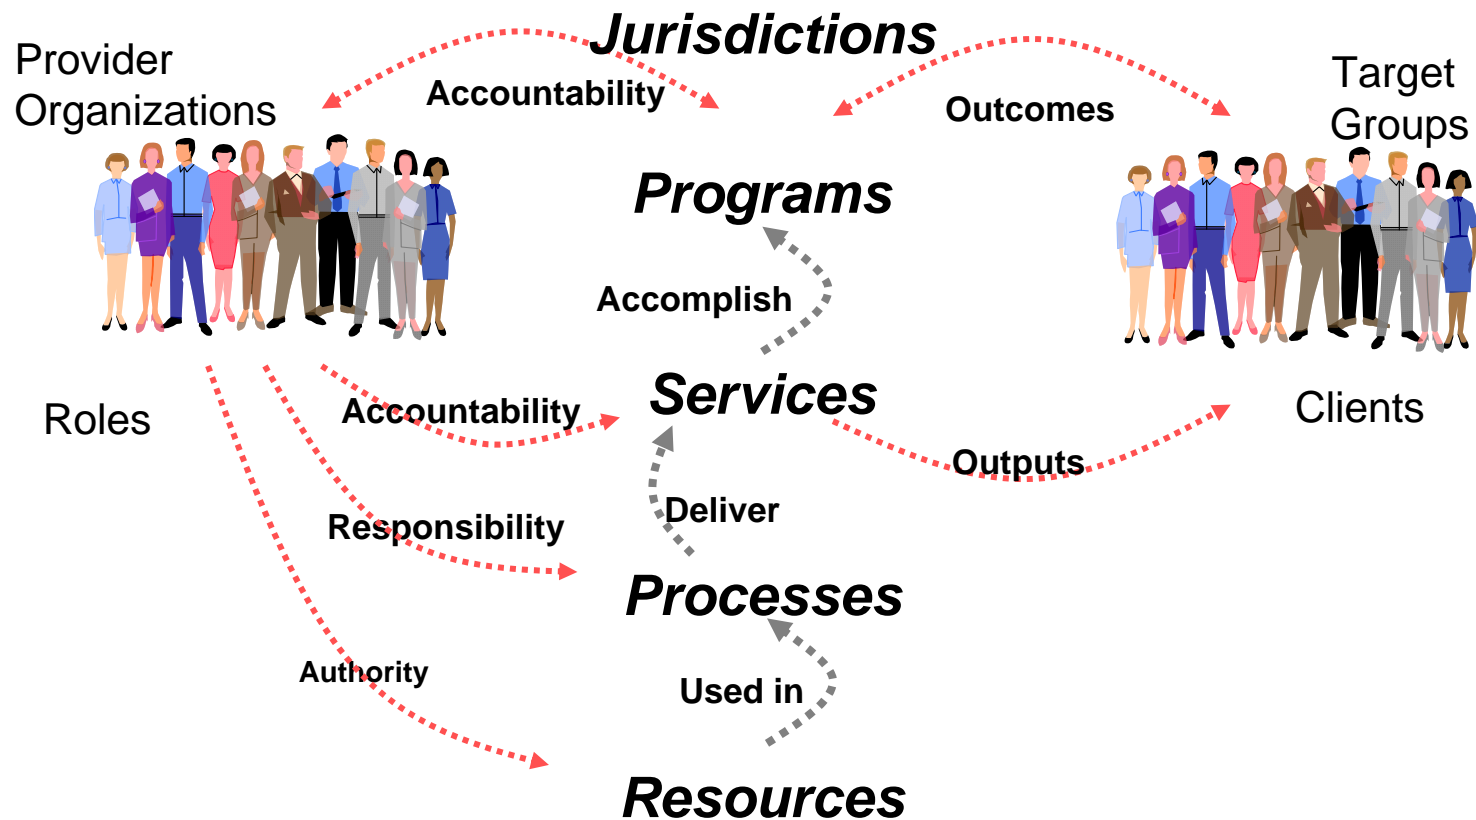 Jurisdictions
Provider
Organizations
Accountability
Outcomes
Target
Groups
Programs
Accomplish
Services
Roles
Accountability
Clients
Outputs
Deliver
Responsibility
Processes
Authority
Used in
Resources